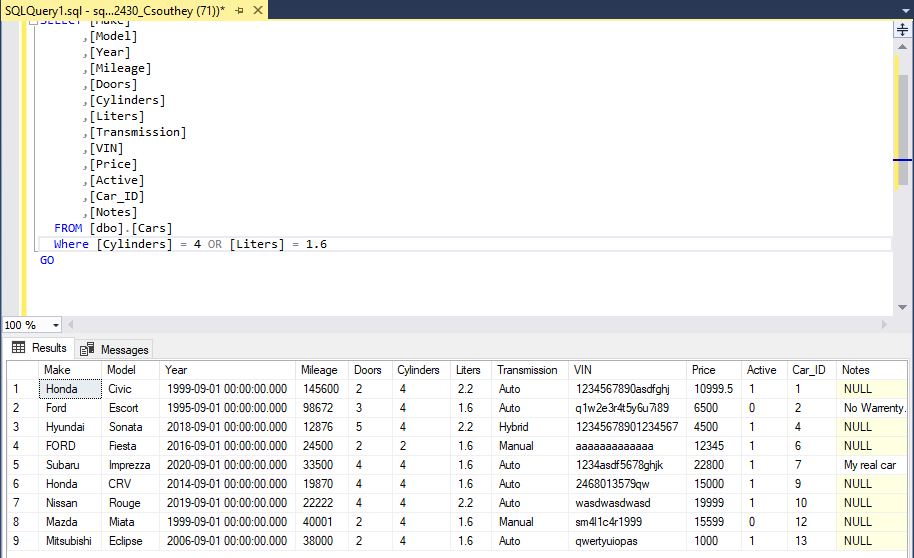 SQLQuery1.sql - sq...2430_Csouthey (71))*
SELECT [Make]
,[Model]
,[Year]
,[Mileage]
,[Doors]
,[Cylinders]
,[Liters]
,[Transmission]
,[VIN]
,[Price]
,[Active]
,[Car_ID]
,[Notes]
FROM [dbo].[Cars]
Where [Cylinders] = 4 OR [Liters] = 1.6
GO
100 %
Results Messages
Make Model Year Mileage Doors Cylinders Liters Transmission VIN Price Active Car_ID Notes
1 Honda Civic 1999-09-01 00:00:00.000 145600 2 4 2.2 Auto 1234567890asdfghj 10999.5 1 1 NULL
2 Ford Escort 1995-09-01 00:00:00.000 98672 3 4 1.6 Auto q1w2e3r4t5y6u7i89 6500 0 2 No Warrenty.
3 Hyundai Sonata 2018-09-01 00:00:00.000 12876 5 4 2.2 Hybrid 12345678901234567 4500 1 4 NULL
4 FORD Fiesta 2016-09-01 00:00:00.000 24500 2 2 1.6 Manual aaaaaaaaaaaaa 12345 1 6 NULL
5 Subaru Imprezza 2020-09-01 00:00:00.000 33500 4 4 1.6 Auto 1234asdf5678ghjk 22800 1 7 My real car
6 Honda CRV 2014-09-01 00:00:00.000 19870 4 4 1.6 Auto 2468013579qw 15000 1 9 NULL
7 Nissan Rouge 2019-09-01 00:00:00.000 22222 4 4 2.2 Auto wasdwasdwasd 19999 1 10 NULL
8 Mazda Miata 1999-09-01 00:00:00.000 40001 2 4 1.6 Manual sm4l1c4r1999 15599 0 12 NULL
9 Mitsubishi Eclipse 2006-09-01 00:00:00.000 38000 2 4 1.6 Auto qwertyuiopas 1000 1 13 NULL